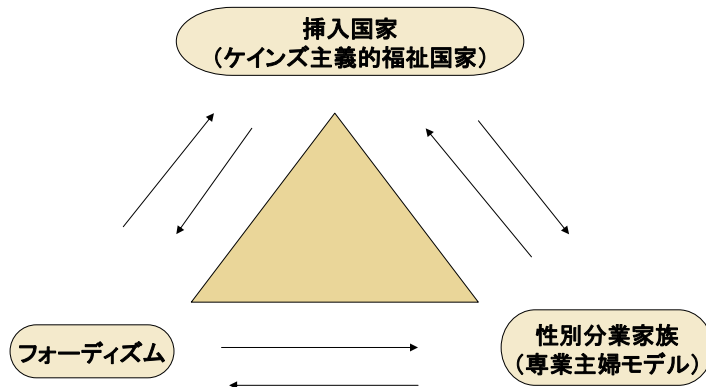 挿入国家
（ケインズ主義的福祉国家）
フォーディズム
性別分業家族
（専業主婦モデル）